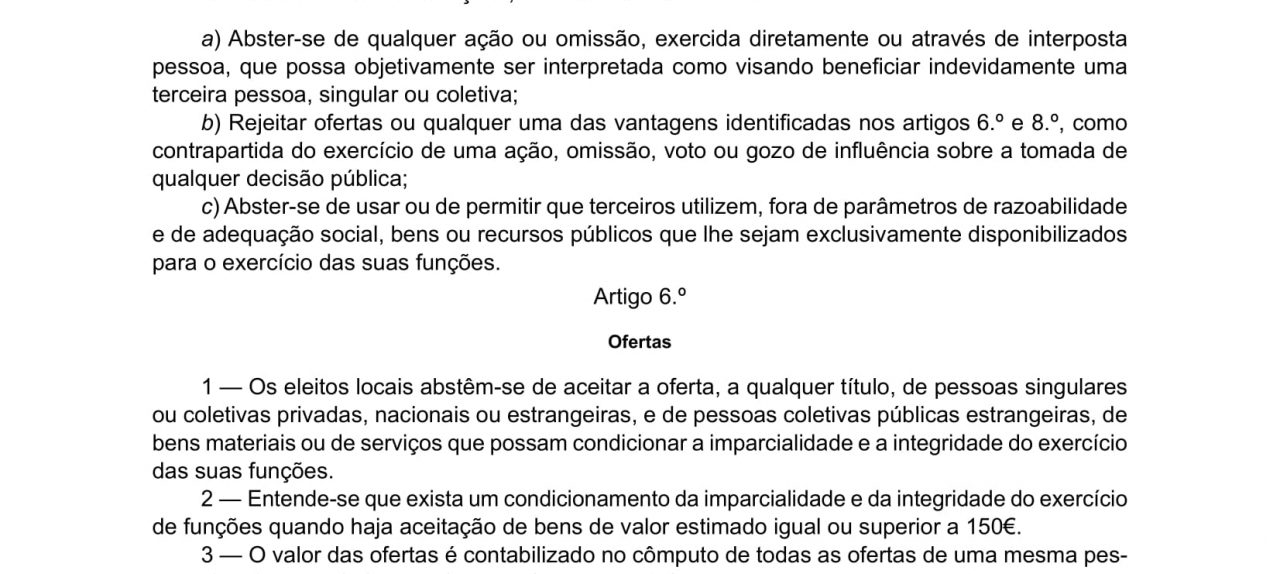 a) Abster-se de qualquer ação ou omissão, exercida diretamente ou através de interposta
pessoa, que possa objetivamente ser interpretada como visando beneficiar indevidamente uma
terceira pessoa, singular ou coletiva;
b) Rejeitar ofertas ou qualquer uma das vantagens identificadas nos artigos 6.º e 8.º, como
contrapartida do exercício de uma ação, omissão, voto ou gozo de influência sobre a tomada de
qualquer decisão pública;
c) Abster-se de usar ou de permitir que terceiros utilizem, fora de parâmetros de razoabilidade
e de adequação social, bens ou recursos públicos que lhe sejam exclusivamente disponibilizados
para o exercício das suas funções.
Artigo 6.º
Ofertas
1 — Os eleitos locais abstêm-se de aceitar a oferta, a qualquer título, de pessoas singulares
ou coletivas privadas, nacionais ou estrangeiras, e de pessoas coletivas públicas estrangeiras, de
bens materiais ou de serviços que possam condicionar a imparcialidade e a integridade do exercício
das suas funções.
2 — Entende-se que exista um condicionamento da imparcialidade e da integridade do exercício
de funções quando haja aceitação de bens de valor estimado igual ou superior a 150€.
3 — O valor das ofertas é contabilizado no cômputo de todas as ofertas de uma mesma pes-